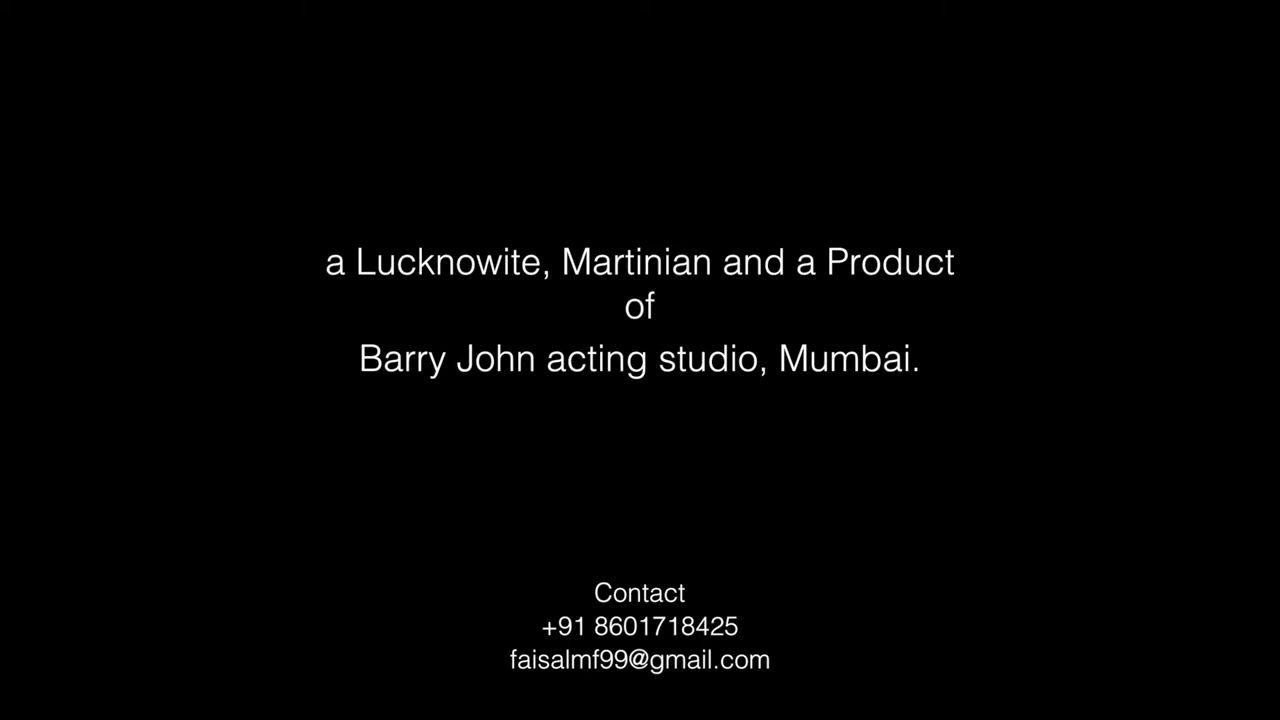 a Lucknowite, Martinian and a Product
of
Barry John acting studio, Mumbai.
Contact
+91 8601718425
faisalmf99@gmail.com